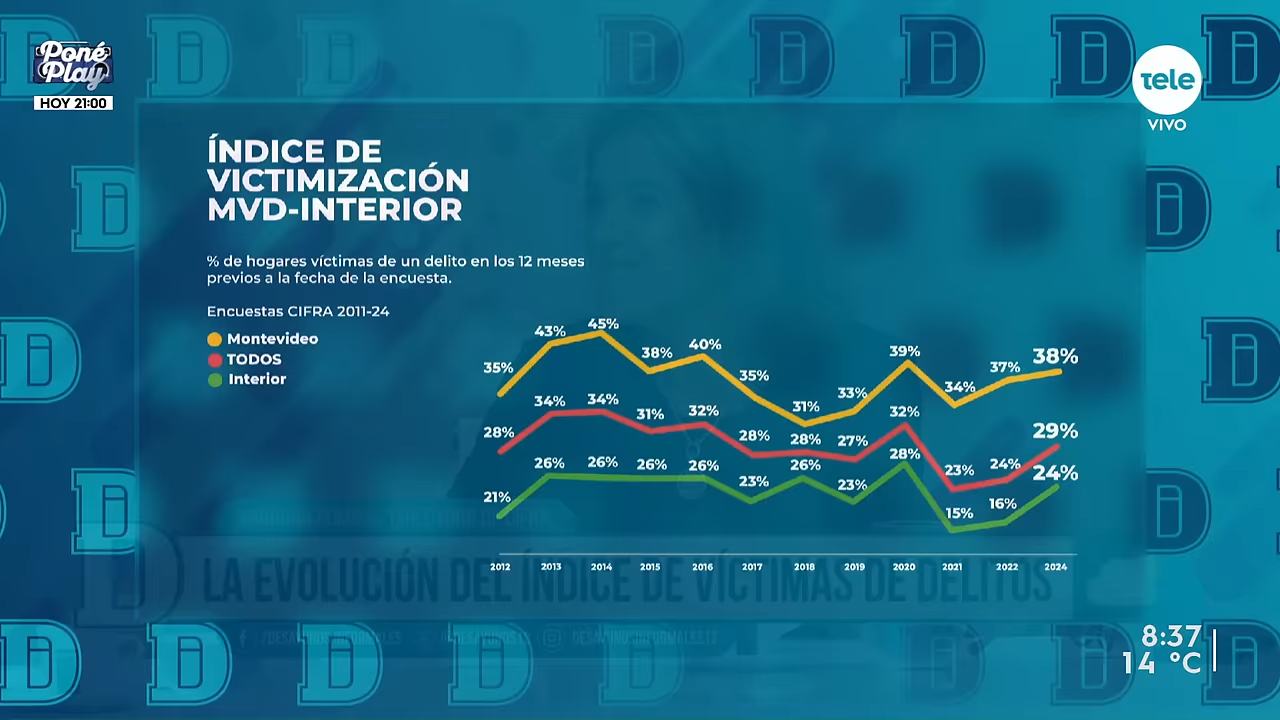 Poné
Play
HOY 21:00
tele
VIVO
ÍNDICE DE
VICTIMIZACIÓN
MVD-INTERIOR
% de hogares víctimas de un delito en los 12 meses
previos a la fecha de la encuesta.
Encuestas CIFRA 2011-24
Montevideo
TODOS
Interior
35% 43% 45% 38% 40% 35% 31% 33% 39% 34% 37% 38%
28% 34% 34% 31% 32% 28% 28% 27% 32% 23% 24% 29%
21% 26% 26% 26% 26% 23% 26% 23% 28% 15% 16% 24%
2012 2013 2014 2015 2016 2017 2018 2019 2020 2021 2022 2024
LA EVOLUCIÓN DEL ÍNDICE DE VÍCTIMAS DE DELITOS
8:37
14 °C